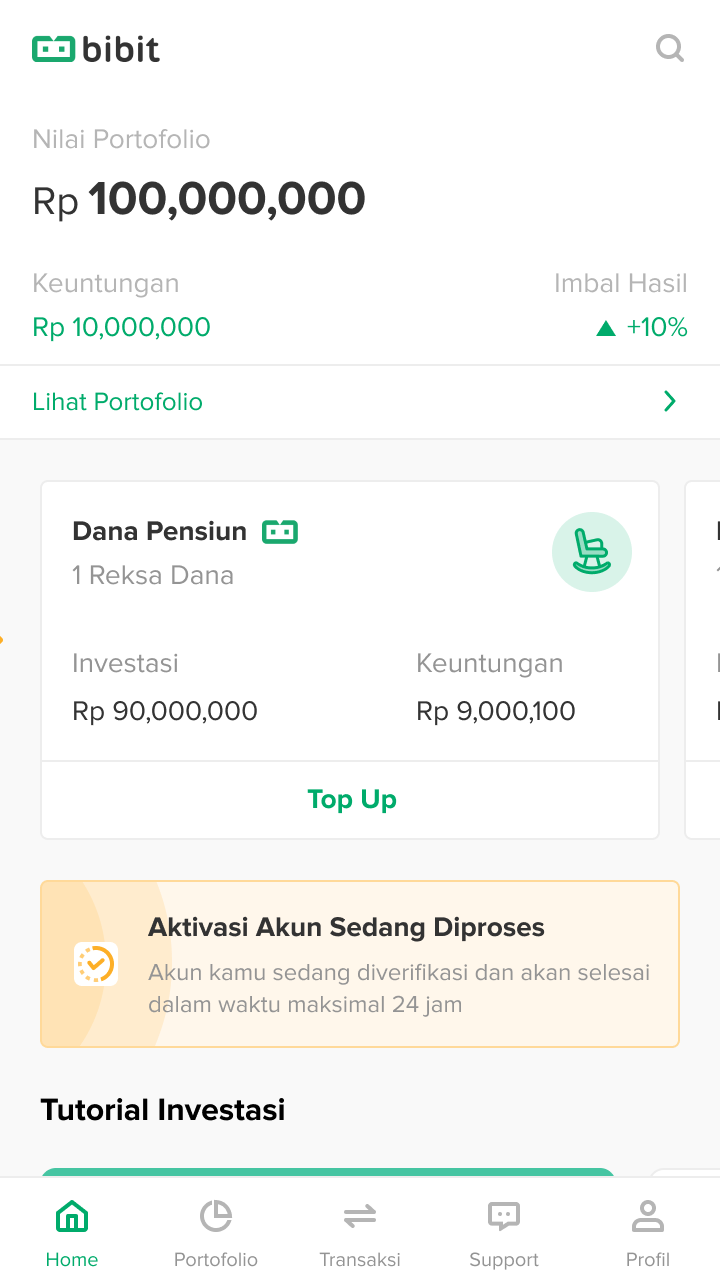 bibit
Nilai Portofolio
Rp 100,000,000
Keuntungan
Imbal Hasil
Rp 10,000,000
+10%
Lihat Portofolio
Dana Pensiun
1 Reksa Dana
Investasi
Keuntungan
Rp 90,000,000
Rp 9,000,100
Top Up
Aktivasi Akun Sedang Diproses
Akun kamu sedang diverifikasi dan akan selesai
dalam waktu maksimal 24 jam
Tutorial Investasi
Home
Portofolio
Transaksi
Support
Profil